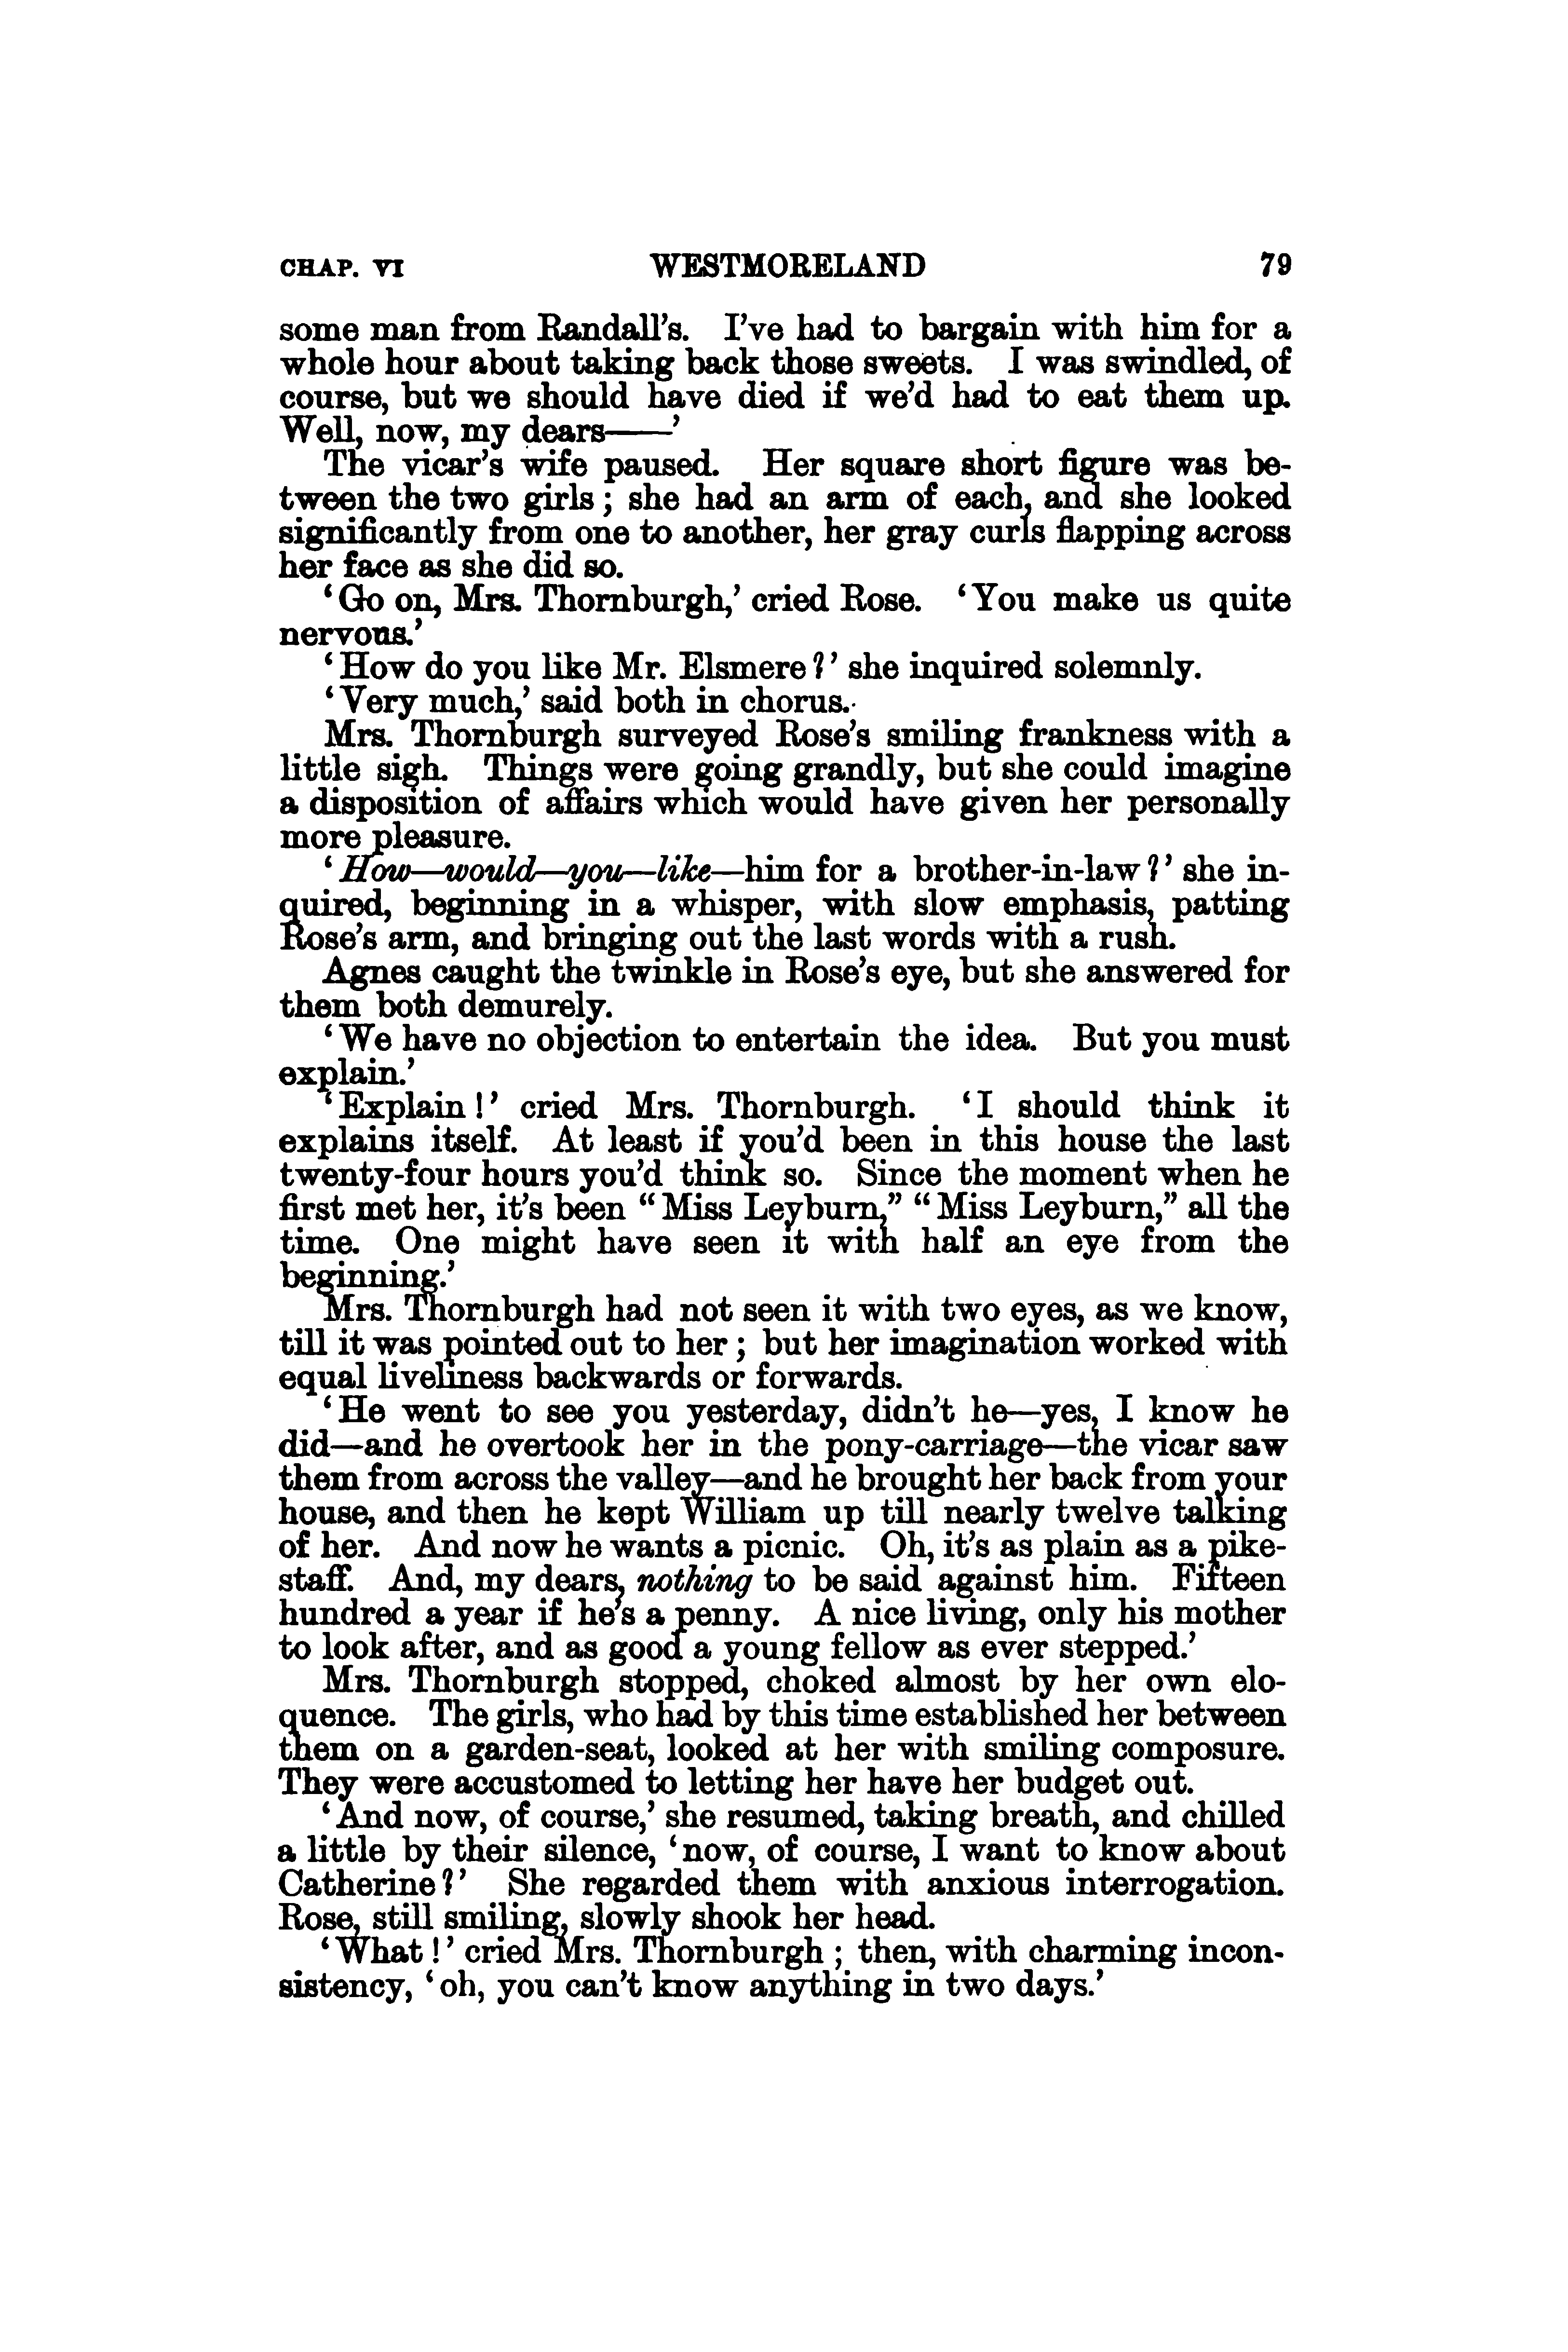 CHAP. VI WESTMORELAND 79
some man from Randall's. I've had to bargain with him for a
whole hour about taking back those sweets. I was swindled, of
course, but we should have died if we'd had to eat them up.
Well, now, my dears——'
The vicar's wife paused. Her square short figure was be-
tween the two girls; she had an arm of each, and she looked
significantly from one to another, her gray curls flapping across
her face as she did so.
'Go on, Mrs. Thornburgh,' cried Rose. 'You make us quite
nervous.'
'How do you like Mr. Elsmere?' she inquired solemnly.
'Very much,' said both in chorus.
Mrs. Thornburgh surveyed Rose's smiling frankness with a
little sigh. Things were going grandly, but she could imagine
a disposition of affairs which would have given her personally
more pleasure.
'How—would—you—like—him for a brother-in-law?' she in-
quired, beginning in a whisper, with slow emphasis, patting
Rose's arm, and bringing out the last words with a rush.
Agnes caught the twinkle in Rose's eye, but she answered for
them both demurely.
'We have no objection to entertain the idea. But you must
explain.'
'Explain!' cried Mrs. Thornburgh. 'I should think it
explains itself. At least if you'd been in this house the last
twenty-four hours you'd think so. Since the moment when he
first met her, it's been "Miss Leyburn," "Miss Leyburn," all the
time. One might have seen it with half an eye from the
beginning.'
Mrs. Thornburgh had not seen it with two eyes, as we know,
till it was pointed out to her; but her imagination worked with
equal liveliness backwards or forwards.
'He went to see you yesterday, didn't he—yes, I know he
did—and he overtook her in the pony-carriage—the vicar saw
them from across the valley—and he brought her back from your
house, and then he kept William up till nearly twelve talking
of her. And now he wants a picnic. Oh, it's as plain as a pike-
staff. And, my dears, nothing to be said against him. Fifteen
hundred a year if he's a penny. A nice living, only his mother
to look after, and as good a young fellow as ever stepped.'
Mrs. Thornburgh stopped, choked almost by her own elo-
quence. The girls, who had by this time established her between
them on a garden-seat, looked at her with smiling composure.
They were accustomed to letting her have her budget out.
'And now, of course,' she resumed, taking breath, and chilled
a little by their silence, 'now, of course, I want to know about
Catherine?' She regarded them with anxious interrogation.
Rose, still smiling, slowly shook her head.
'What!' cried Mrs. Thornburgh; then, with charming incon-
sistency, 'oh, you can't know anything in two days.'